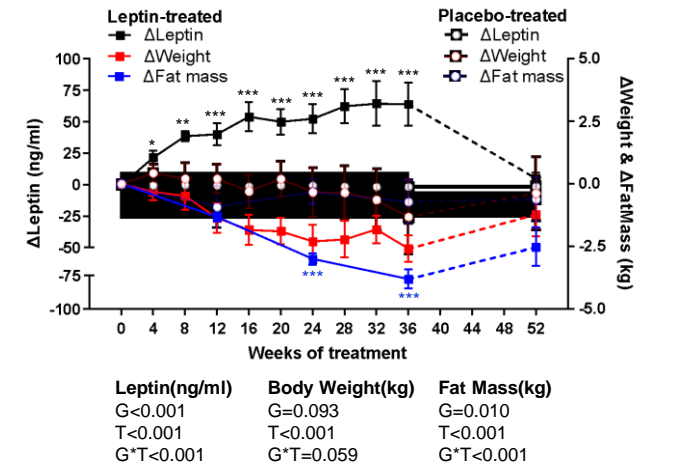 Leptin-treated
ΔLeptin
ΔWeight
ΔFat mass
Placebo-treated
ΔLeptin
ΔWeight
ΔFat mass
ΔLeptin (ng/ml)
100
75
50
25
0
-25
-50
-75
-100
* ** *** *** *** *** *** *** ***
*** ***
5.0
2.5
0.0
-2.5
-5.0
ΔWeight & ΔFatMass (kg)
0 4 8 12 16 20 24 28 32 36 40 44 48 52
Weeks of treatment
Leptin(ng/ml) Body Weight(kg) Fat Mass(kg)
G<0.001 G=0.093 G=0.010
T<0.001 T<0.001 T<0.001
G*T<0.001 G*T=0.059 G*T<0.001